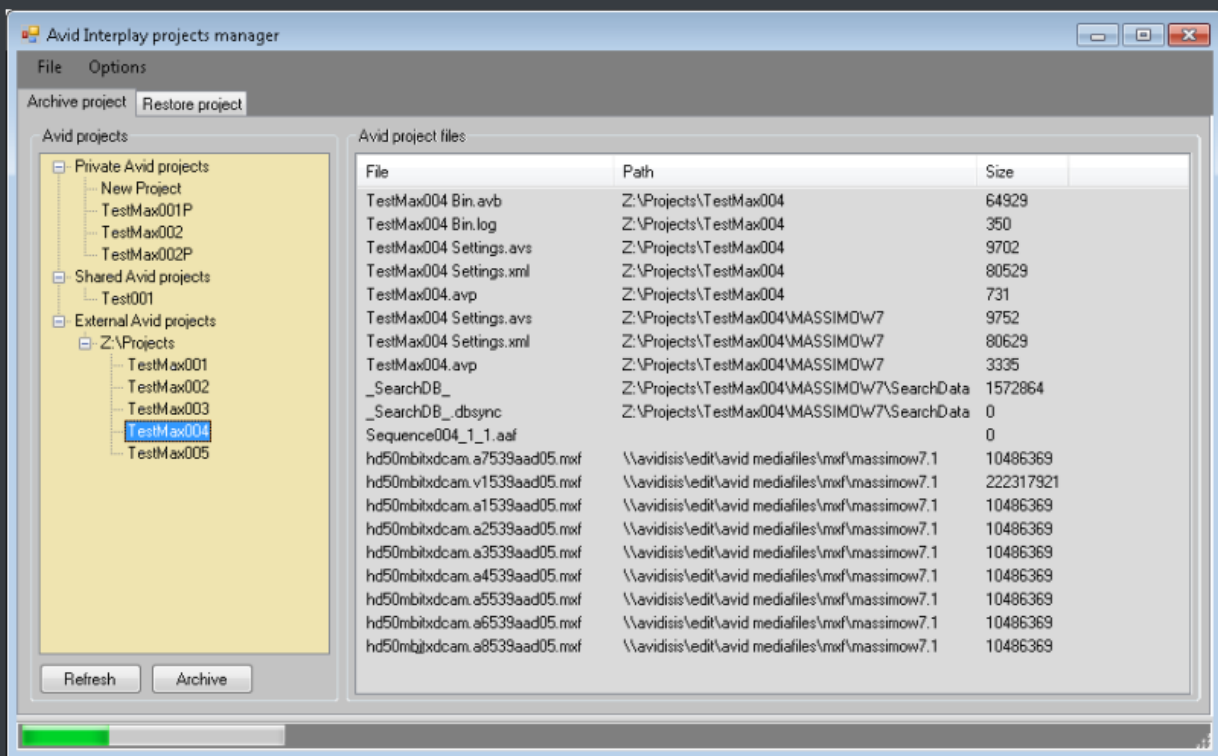 Avid Interplay projects manager
File Options
Archive project Restore project
Avid projects
Private Avid projects
New Project
TestMax001P
TestMax002
TestMax002P
Shared Avid projects
Test001
External Avid projects
Z:\Projects
TestMax001
TestMax002
TestMax003
TestMax004
TestMax005
Refresh Archive
Avid project files
File Path Size
TestMax004 Bin.avb Z:\Projects\TestMax004 64929
TestMax004 Bin.log Z:\Projects\TestMax004 350
TestMax004 Settings.avs Z:\Projects\TestMax004 9702
TestMax004 Settings.xml Z:\Projects\TestMax004 80529
TestMax004.avp Z:\Projects\TestMax004 731
TestMax004 Settings.avs Z:\Projects\TestMax004\MASSIMOW7 9752
TestMax004 Settings.xml Z:\Projects\TestMax004\MASSIMOW7 80629
TestMax004.avp Z:\Projects\TestMax004\MASSIMOW7 3335
_SearchDB_ Z:\Projects\TestMax004\MASSIMOW7\SearchData 1572864
_SearchDB_.dbsync Z:\Projects\TestMax004\MASSIMOW7\SearchData 0
Sequence004_1_1.aaf 0
hd50mbitxdcam.a7539aad05.mxf \\avidisis\edit\avid mediafiles\mxf\massimow7.1 10486369
hd50mbitxdcam.v1539aad05.mxf \\avidisis\edit\avid mediafiles\mxf\massimow7.1 222317921
hd50mbitxdcam.a1539aad05.mxf \\avidisis\edit\avid mediafiles\mxf\massimow7.1 10486369
hd50mbitxdcam.a2539aad05.mxf \\avidisis\edit\avid mediafiles\mxf\massimow7.1 10486369
hd50mbitxdcam.a3539aad05.mxf \\avidisis\edit\avid mediafiles\mxf\massimow7.1 10486369
hd50mbitxdcam.a4539aad05.mxf \\avidisis\edit\avid mediafiles\mxf\massimow7.1 10486369
hd50mbitxdcam.a5539aad05.mxf \\avidisis\edit\avid mediafiles\mxf\massimow7.1 10486369
hd50mbitxdcam.a6539aad05.mxf \\avidisis\edit\avid mediafiles\mxf\massimow7.1 10486369
hd50mbitxdcam.a8539aad05.mxf \\avidisis\edit\avid mediafiles\mxf\massimow7.1 10486369